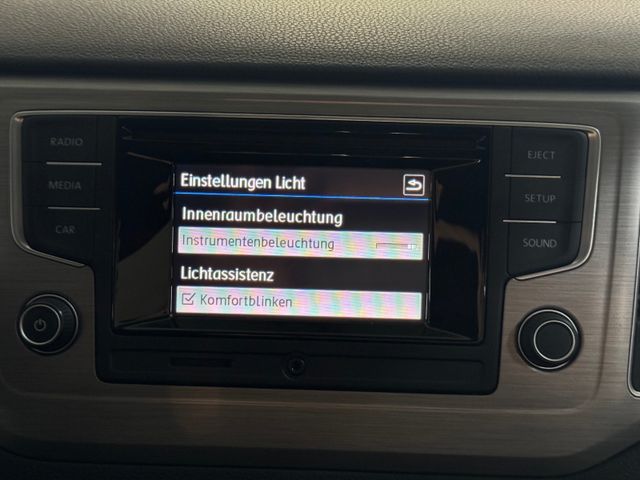 RADIO
MEDIA
CAR
Einstellungen Licht
Innenraumbeleuchtung
Instrumentenbeleuchtung
Lichtassistenz
Komfortblinken
EJECT
SETUP
SOUND